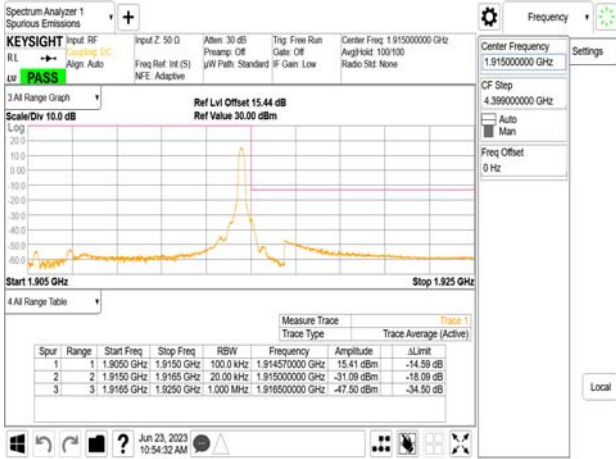 Spectrum Analyzer 1
Spurious Emissions
Frequency
KEYSIGHT Input: RF Input Z: 50 Ω Atten: 30 dB Trig: Free Run Center Freq: 1.915000000 GHz
RL Coupling: DC Preamp: Off Gate: Off Avg|Hold: 100/100
Align: Auto Freq Ref: Int (S) µW Path: Standard IF Gain: Low Radio Std: None
LV PASS NFE: Adaptive
Center Frequency
1.915000000 GHz
Settings
CF Step
4.399000000 GHz
Auto
Man
Freq Offset
0 Hz
Local
3 All Range Graph
Ref Lvl Offset 15.44 dB
Scale/Div 10.0 dB Ref Value 30.00 dBm
Log
20.0
10.0
0.00
-10.0
-20.0
-30.0
-40.0
-50.0
-60.0
Start 1.905 GHz Stop 1.925 GHz
4 All Range Table
Measure Trace Trace 1
Trace Type Trace Average (Active)
Spur Range Start Freq Stop Freq RBW Frequency Amplitude ΔLimit
1 1 1.9050 GHz 1.9150 GHz 100.0 kHz 1.914570000 GHz 15.41 dBm -14.59 dB
2 2 1.9150 GHz 1.9165 GHz 20.00 kHz 1.915000000 GHz -31.09 dBm -18.09 dB
3 3 1.9165 GHz 1.9250 GHz 1.000 MHz 1.916500000 GHz -47.50 dBm -34.50 dB
Jun 23, 2023
10:54:32 AM